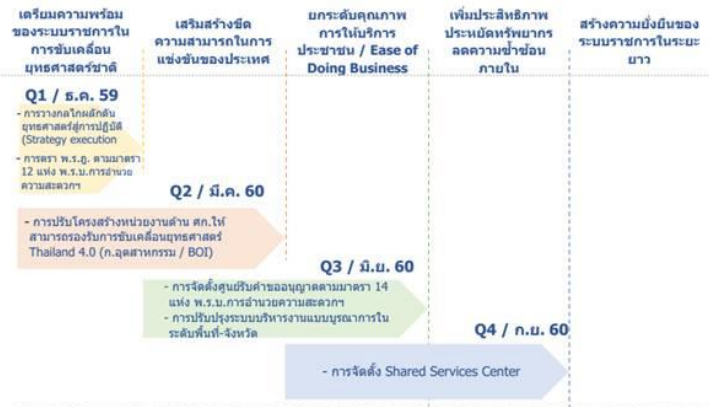 เตรียมความพร้อม
ของระบบราชการใน
การขับเคลื่อน
ยุทธศาสตร์ชาติ
เสริมสร้างขีด
ความสามารถในการ
แข่งขันของประเทศ
ยกระดับคุณภาพ
การให้บริการ
ประชาชน / Ease of
Doing Business
เพิ่มประสิทธิภาพ
ประหยัดทรัพยากร
ลดความซ้ำซ้อน
ภายใน
สร้างความยั่งยืนของ
ระบบราชการในระยะ
ยาว
Q1 / ธ.ค. 59
- การวางกลไกผลักดัน
ยุทธศาสตร์สู่การปฏิบัติ
(Strategy execution
- การตรา พ.ร.ฎ. ตามมาตรา
12 แห่ง พ.ร.บ.การอำนวย
ความสะดวกฯ
Q2 / มี.ค. 60
- การปรับโครงสร้างหน่วยงานด้าน ศก.ให้
สามารถรองรับการขับเคลื่อนยุทธศาสตร์
Thailand 4.0 (ก.อุตสาหกรรม / BOI)
Q3 / มิ.ย. 60
- การจัดตั้งศูนย์รับคำขออนุญาตตามมาตรา 14
แห่ง พ.ร.บ.การอำนวยความสะดวกฯ
- การปรับปรุงระบบบริหารงานแบบบูรณาการใน
ระดับพื้นที่-จังหวัด
Q4 / ก.ย. 60
- การจัดตั้ง Shared Services Center